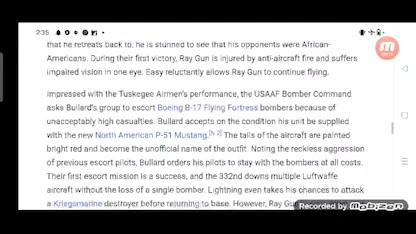 2:35
that he retreats back to; he is stunned to see that his opponents were African-
Americans. During their first victory, Ray Gun is injured by anti-aircraft fire and suffers
impaired vision in one eye. Easy reluctantly allows Ray Gun to continue flying.
Impressed with the Tuskegee Airmen's performance, the USAAF Bomber Command
asks Bullard's group to escort Boeing B-17 Flying Fortress bombers because of
unacceptably high casualties. Bullard accepts on the condition his unit be supplied
with the new North American P-51 Mustang.[N 2] The tails of the aircraft are painted
bright red and become the unofficial name of the outfit. Noting the reckless aggression
of previous escort pilots, Bullard orders his pilots to stay with the bombers at all costs.
Their first escort mission is a success, and the 332nd downs multiple Luftwaffe
aircraft without the loss of a single bomber. Lightning even takes his chances to attack
a Kriegsmarine destroyer before returning to base. However, Ray Gun
Recorded by
Mobizen